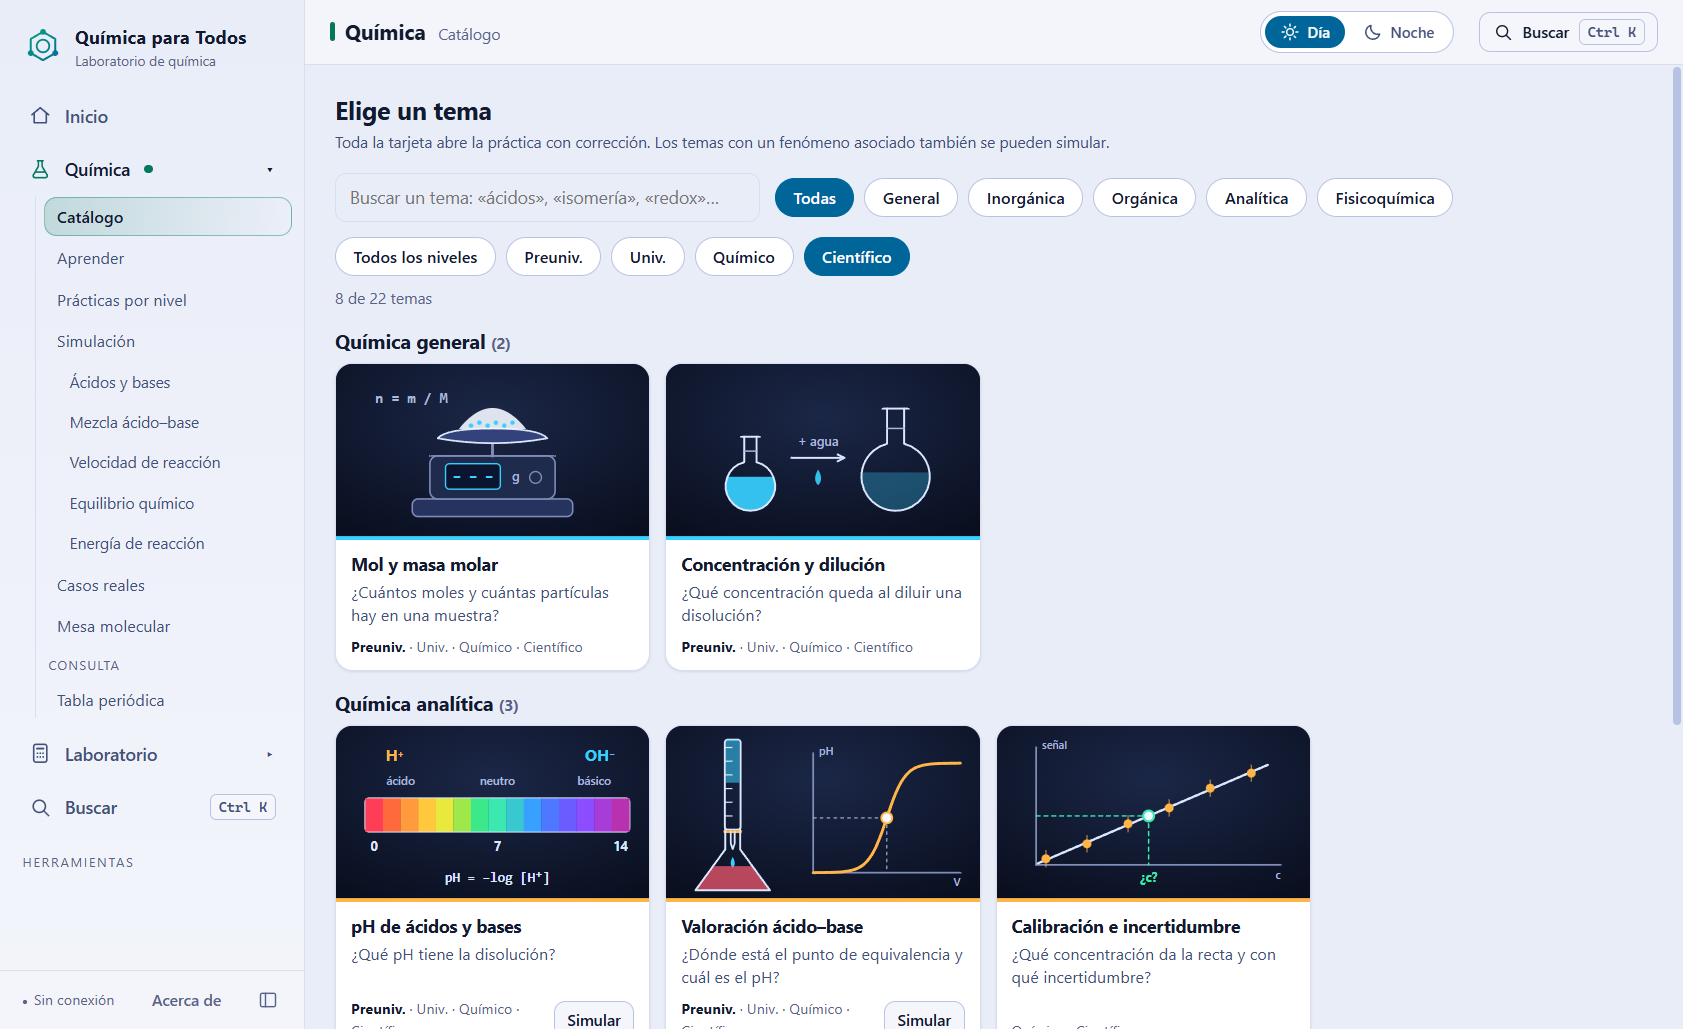 Química para Todos
Laboratorio de química
Inicio
Química
Catálogo
Aprender
Prácticas por nivel
Simulación
Ácidos y bases
Mezcla ácido–base
Velocidad de reacción
Equilibrio químico
Energía de reacción
Casos reales
Mesa molecular
CONSULTA
Tabla periódica
Laboratorio
Buscar
Ctrl K
HERRAMIENTAS
Sin conexión
Acerca de
Química
Catálogo
Día
Noche
Buscar
Ctrl K
Elige un tema
Toda la tarjeta abre la práctica con corrección. Los temas con un fenómeno asociado también se pueden simular.
Buscar un tema: «ácidos», «isomería», «redox»...
Todas
General
Inorgánica
Orgánica
Analítica
Fisicoquímica
Todos los niveles
Preuniv.
Univ.
Químico
Científico
8 de 22 temas
Química general (2)
n = m / M
--- g
Mol y masa molar
¿Cuántos moles y cuántas partículas
hay en una muestra?
Preuniv. · Univ. · Químico · Científico
+ agua
Concentración y dilución
¿Qué concentración queda al diluir una
disolución?
Preuniv. · Univ. · Químico · Científico
Química analítica (3)
H⁺
OH⁻
ácido
neutro
básico
0
7
14
pH = −log [H⁺]
pH de ácidos y bases
¿Qué pH tiene la disolución?
Preuniv. · Univ. · Químico ·
Simular
pH
V
Valoración ácido–base
¿Dónde está el punto de equivalencia y
cuál es el pH?
Preuniv. · Univ. · Químico ·
Simular
señal
¿c?
c
Calibración e incertidumbre
¿Qué concentración da la recta y con
qué incertidumbre?